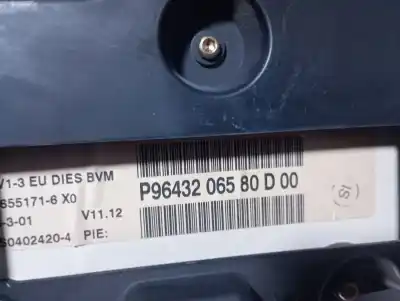 V1-3 EU DIES BVM
655171-6 X0
-3-01 V11.12
S0402420-4 PIE:
P96432 065 80 D 00
(SI)